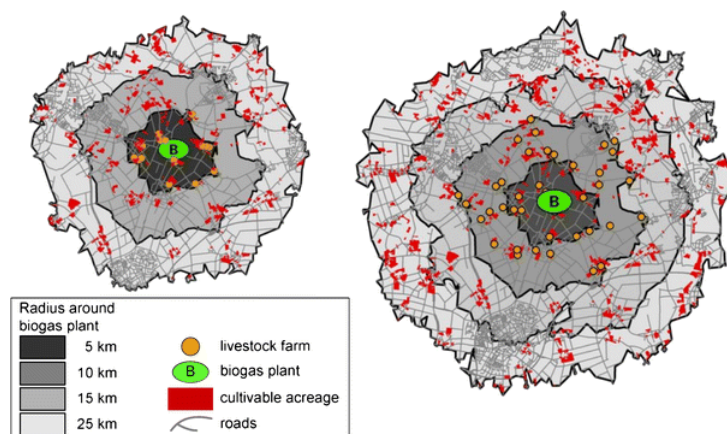 B
B
Radius around
biogas plant
5 km
10 km
15 km
25 km
livestock farm
B biogas plant
cultivable acreage
roads